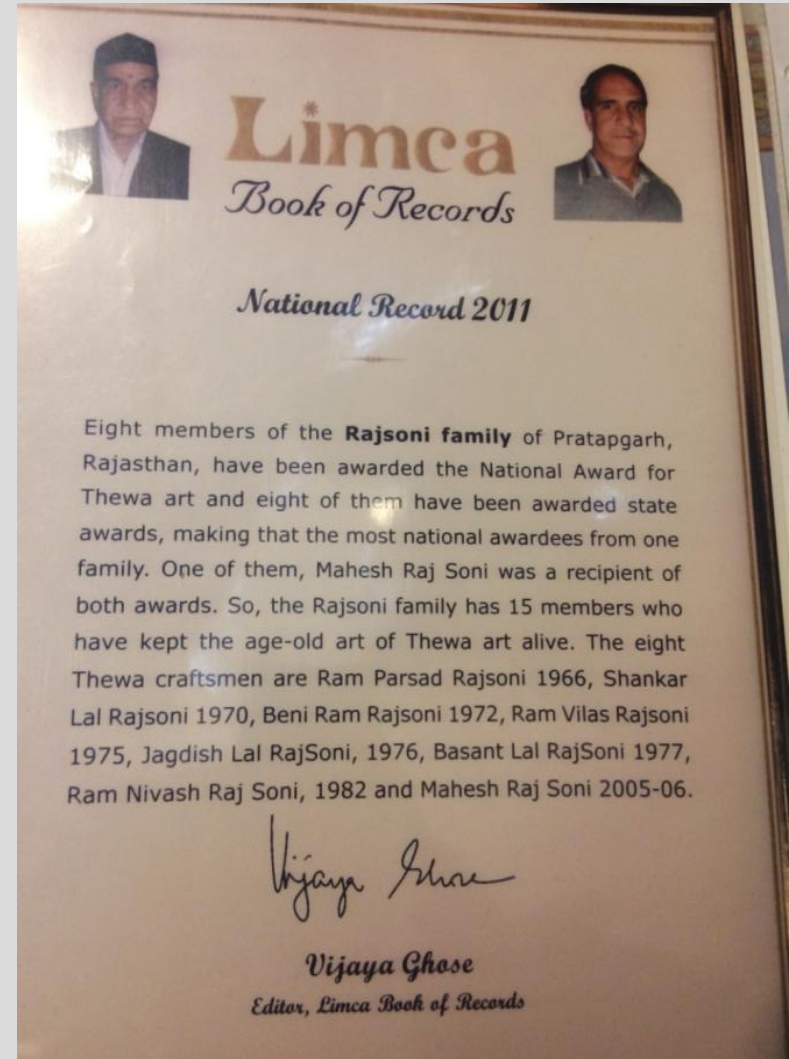 Limca
Book of Records
National Record 2011
Eight members of the Rajsoni family of Pratapgarh,
Rajasthan, have been awarded the National Award for
Thewa art and eight of them have been awarded state
awards, making that the most national awardees from one
family. One of them, Mahesh Raj Soni was a recipient of
both awards. So, the Rajsoni family has 15 members who
have kept the age-old art of Thewa art alive. The eight
Thewa craftsmen are Ram Parsad Rajsoni 1966, Shankar
Lal Rajsoni 1970, Beni Ram Rajsoni 1972, Ram Vilas Rajsoni
1975, Jagdish Lal RajSoni, 1976, Basant Lal RajSoni 1977,
Ram Nivash Raj Soni, 1982 and Mahesh Raj Soni 2005-06.
Vijaya Ghose
Vijaya Ghose
Editor, Limca Book of Records